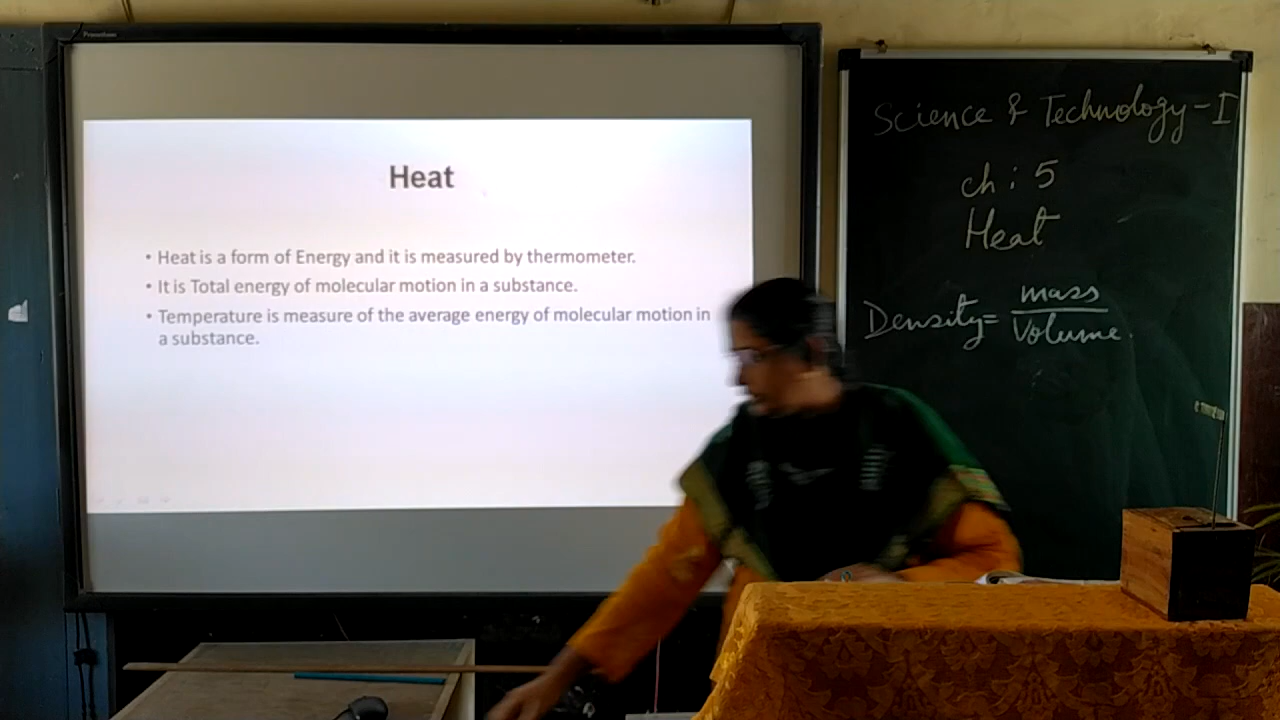 Promethean
Heat
• Heat is a form of Energy and it is measured by thermometer.
• It is Total energy of molecular motion in a substance.
• Temperature is measure of the average energy of molecular motion in
a substance.
Science & Technology - I
ch : 5
Heat
Density = mass
Volume.